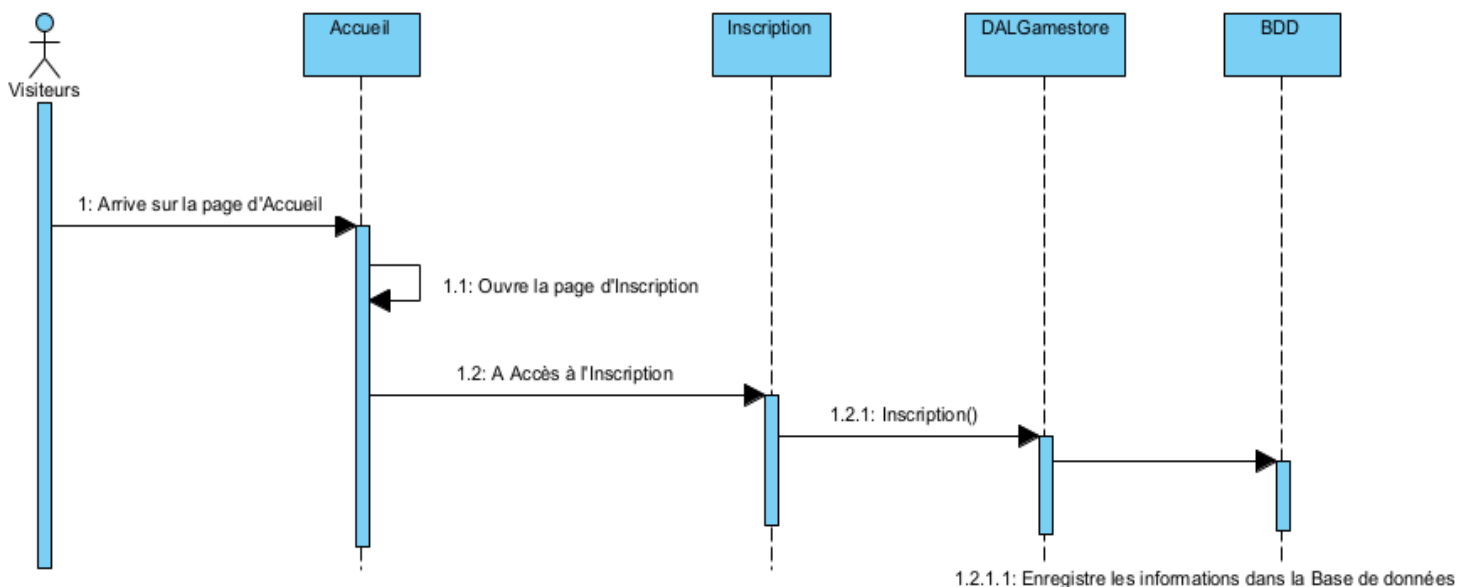 Accueil
Inscription
DALGamestore
BDD
Visiteurs
1: Arrive sur la page d'Accueil
1.1: Ouvre la page d'Inscription
1.2: A Accès à l'Inscription
1.2.1: Inscription()
1.2.1.1: Enregistre les informations dans la Base de données